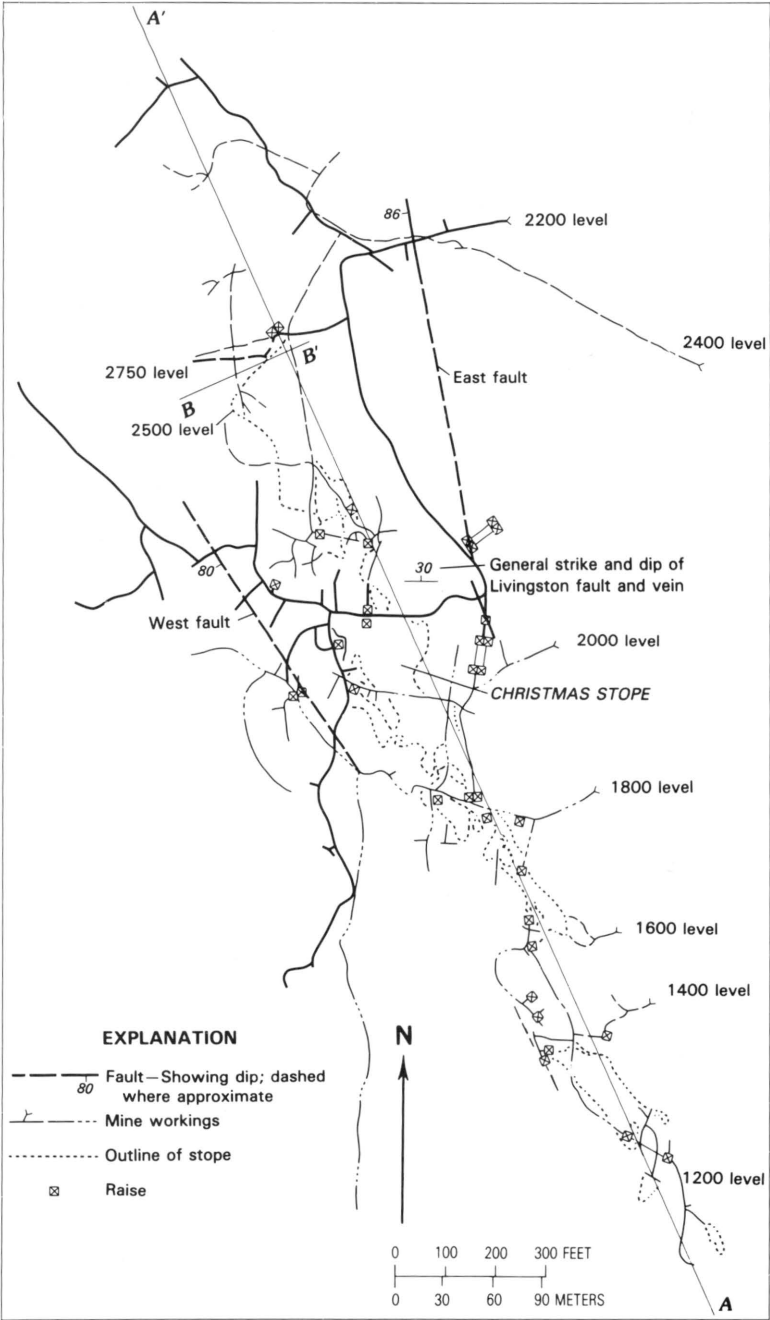 A'
86
2200 level
2400 level
B'
2750 level
East fault
B
2500 level
30
General strike and dip of
Livingston fault and vein
80
West fault
2000 level
CHRISTMAS STOPE
1800 level
1600 level
1400 level
EXPLANATION
N
80
Fault—Showing dip; dashed
where approximate
Mine workings
Outline of stope
Raise
1200 level
0 100 200 300 FEET
0 30 60 90 METERS
A